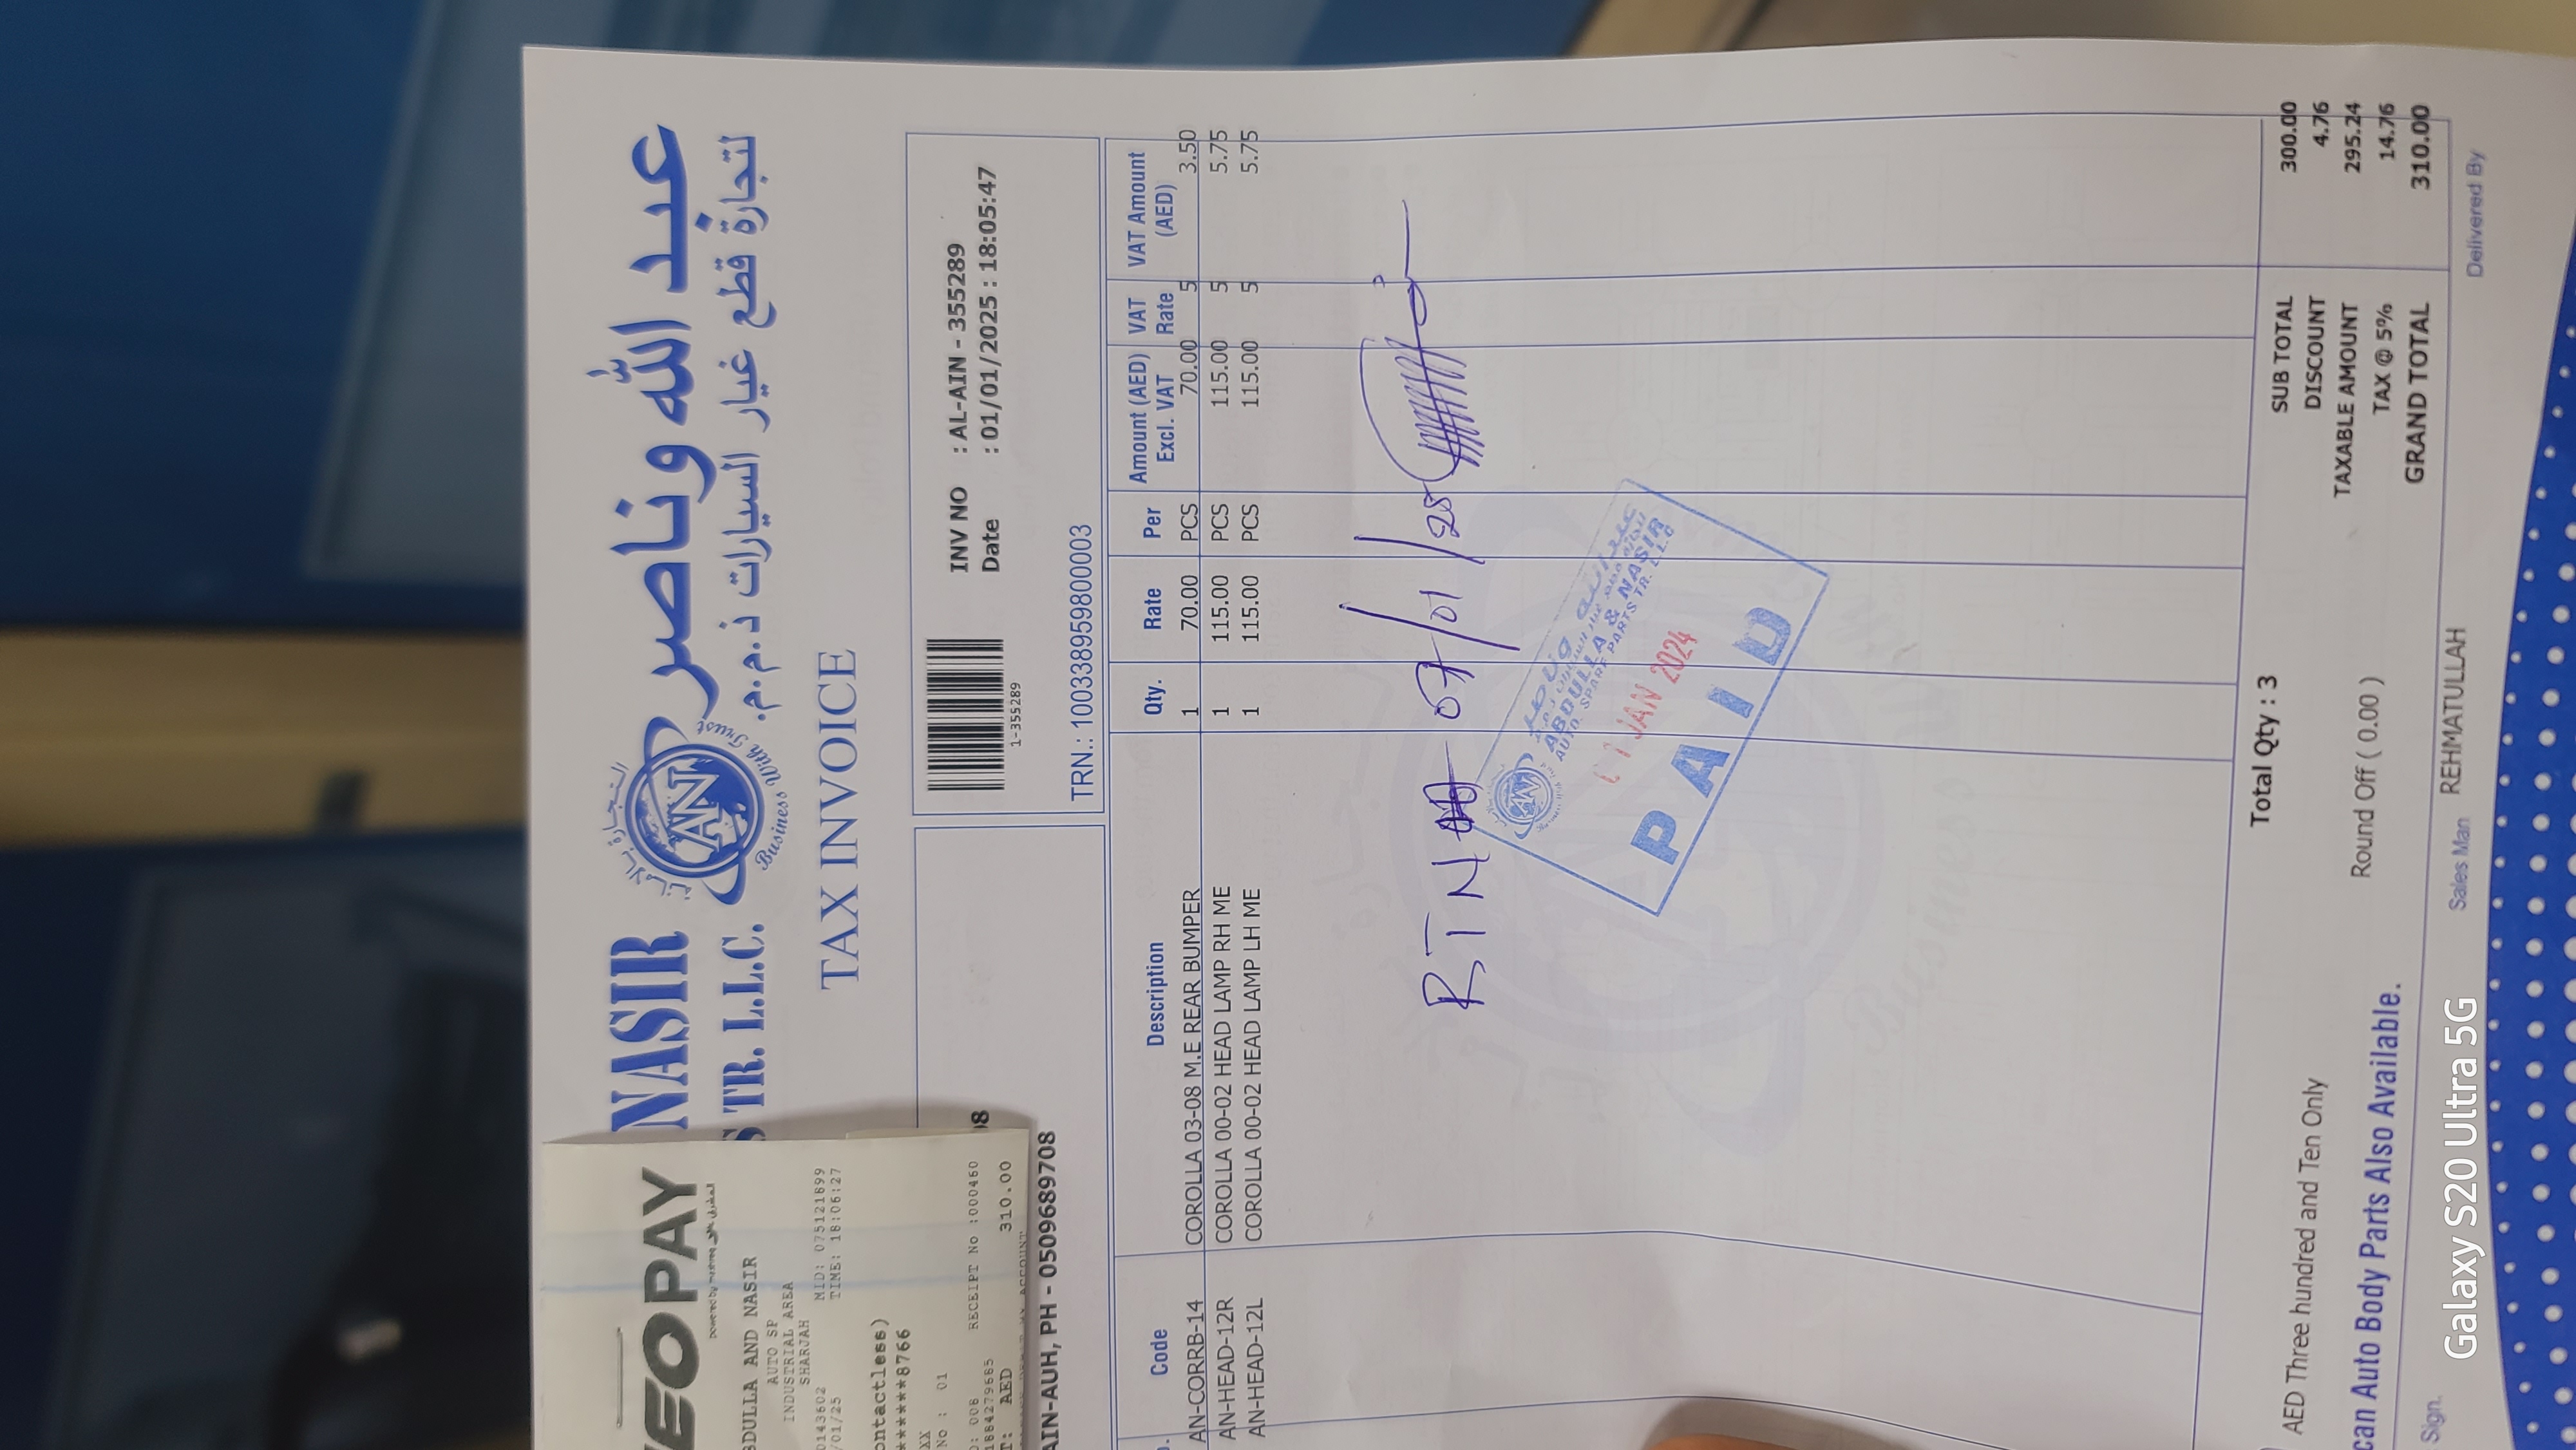 NASIR عبد الله وناصر
TR. L.L.C. لتجارة قطع غيار السيارات ذ.م.م.
AN
Business With Trust
TAX INVOICE
INV NO : AL-AIN - 355289
Date : 01/01/2025 : 18:05:47
1-355289
TRN.: 100338959800003
NEOPAY
ABDULLA AND NASIR
AUTO SP
INDUSTRIAL AREA
SHARJAH
MID: 075121899
/01/25 TIME: 18:06:27
ontactless)
******8766
No : 01
RECEIPT No :000460
AED 310.00
AIN-AUH, PH - 0509689708
Code Description Qty. Rate Per Amount (AED) Excl. VAT VAT Rate VAT Amount (AED)
AN-CORRB-14 COROLLA 03-08 M.E REAR BUMPER 1 70.00 PCS 70.00 5 3.50
AN-HEAD-12R COROLLA 00-02 HEAD LAMP RH ME 1 115.00 PCS 115.00 5 5.75
AN-HEAD-12L COROLLA 00-02 HEAD LAMP LH ME 1 115.00 PCS 115.00 5 5.75
RTN 07/01/25
AN
ABDULLA & NASIR
AUTO. SPARE PARTS TR. L.L.C
JAN 2024
PAID
Total Qty : 3
SUB TOTAL 300.00
DISCOUNT 4.76
TAXABLE AMOUNT 295.24
Round Off ( 0.00 ) TAX @ 5% 14.76
GRAND TOTAL 310.00
AED Three hundred and Ten Only
can Auto Body Parts Also Available.
Sign. Sales Man REHMATULLAH Delivered By
Galaxy S20 Ultra 5G